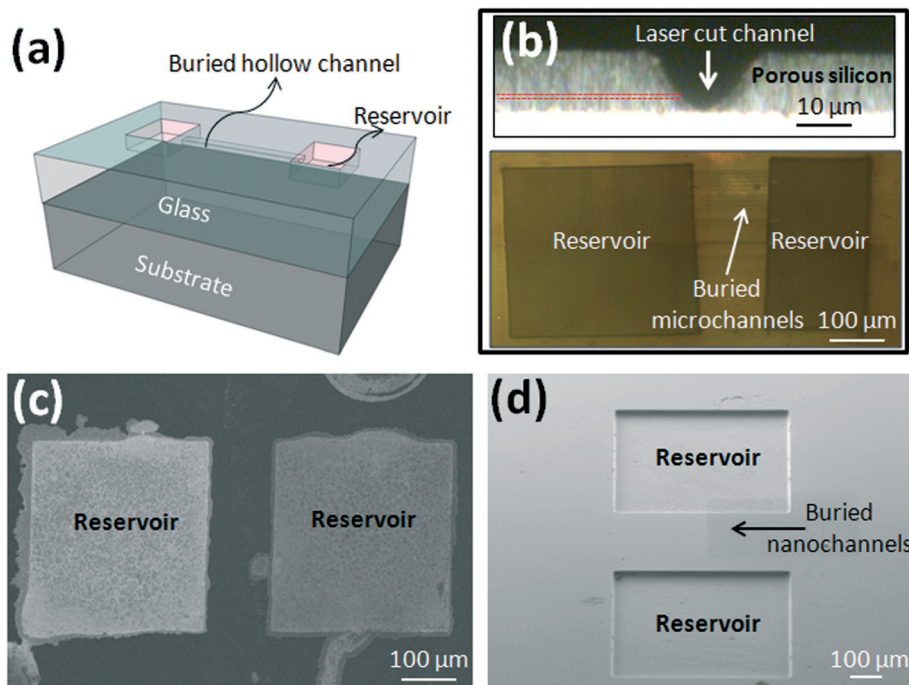 (a)
Buried hollow channel
Reservoir
Glass
Substrate
(b)
Laser cut channel
Porous silicon
10 µm
Reservoir
Reservoir
Buried
microchannels
100 µm
(c)
Reservoir
Reservoir
100 µm
(d)
Reservoir
Buried
nanochannels
Reservoir
100 µm